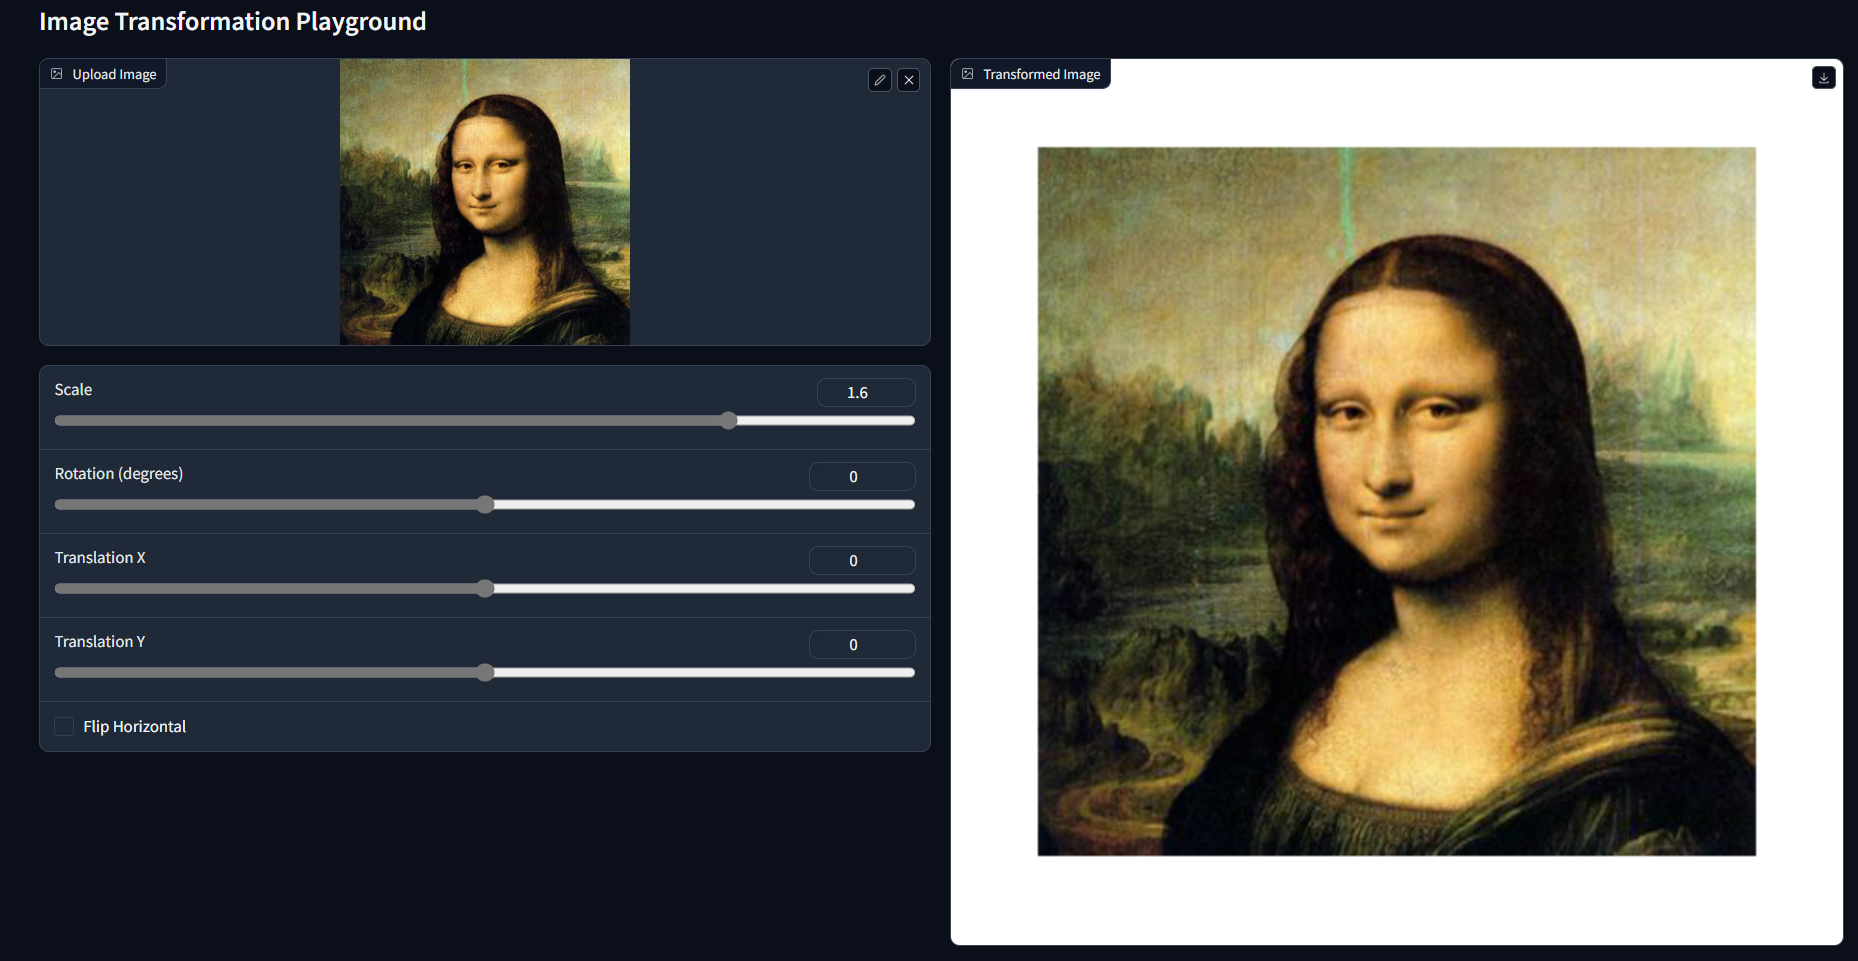 Image Transformation Playground
Upload Image
Transformed Image
Scale
1.6
Rotation (degrees)
0
Translation X
0
Translation Y
0
Flip Horizontal